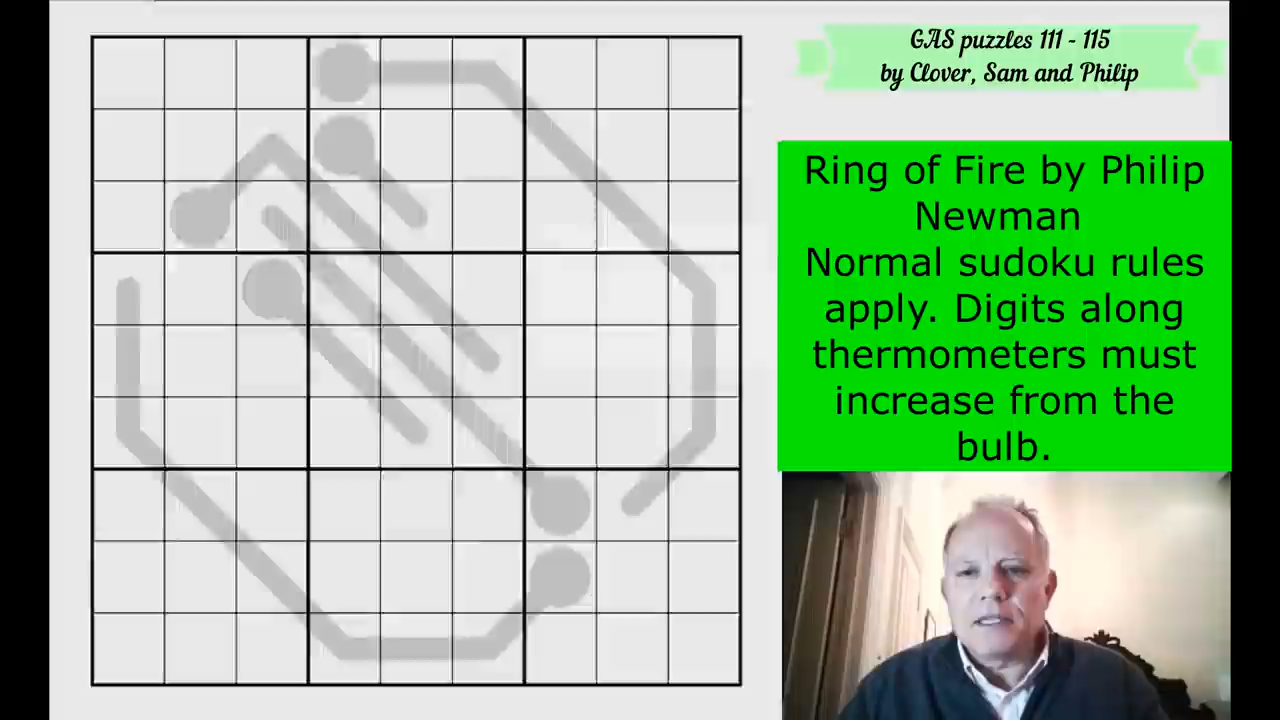 GAS puzzles 111 - 115
by Clover, Sam and Philip
Ring of Fire by Philip
Newman
Normal sudoku rules
apply. Digits along
thermometers must
increase from the
bulb.